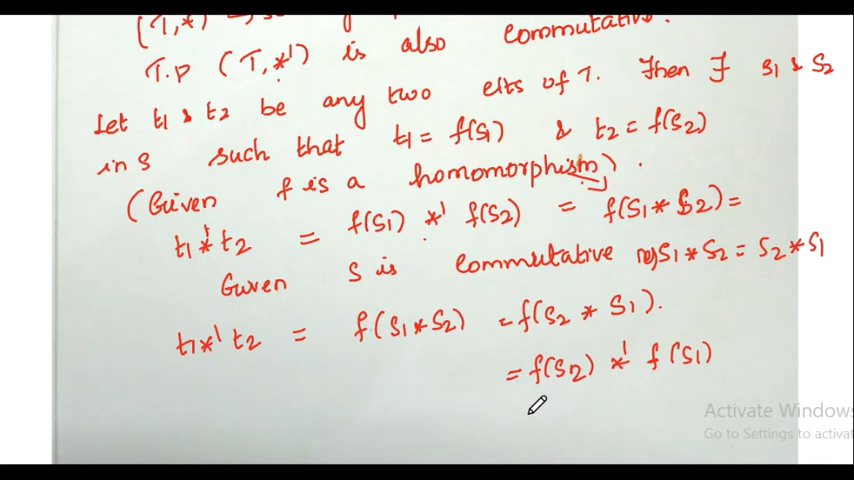 (T,*)
T.P (T,*') is also commutative.
Let t1 & t2 be any two elts of T. Then ∃ s1 & s2
in S such that t1 = f(s1) & t2 = f(s2)
(Given f is a homomorphism).
t1 *' t2 = f(s1) *' f(s2) = f(s1 * s2) =
Given S is commutative s1 * s2 = s2 * s1
t1 *' t2 = f(s1 * s2) = f(s2 * s1).
= f(s2) *' f(s1)
Activate Windows
Go to Settings to activat